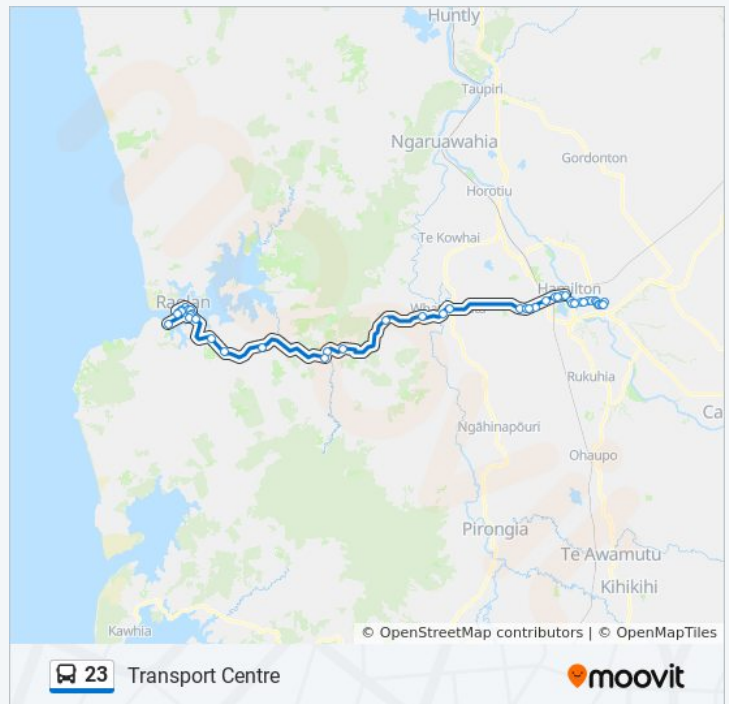 Huntly
Taupiri
Ngaruawahia
Gordonton
Horotiu
Te Kowhai
Hamilton
Raglan
Rukuhia
Ca
Ngāhinapōuri
Ohaupo
Pirongia
Te Awamutu
Kihikihi
Kawhia
© OpenStreetMap contributors | © OpenMapTiles
23 Transport Centre
moovit